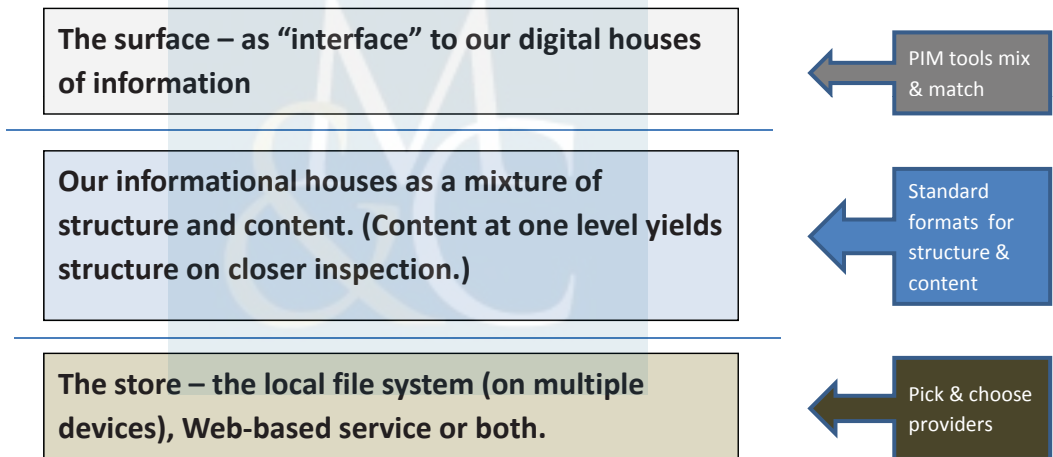 The surface – as “interface” to our digital houses
of information
PIM tools mix
& match
Our informational houses as a mixture of
structure and content. (Content at one level yields
structure on closer inspection.)
Standard
formats for
structure &
content
The store – the local file system (on multiple
devices), Web-based service or both.
Pick & choose
providers
M
&C